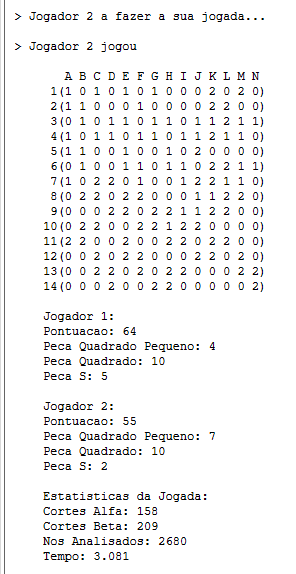 > Jogador 2 a fazer a sua jogada...
> Jogador 2 jogou
A B C D E F G H I J K L M N
1(1 0 1 0 1 0 1 0 0 0 2 0 2 0)
2(1 1 0 0 0 1 0 0 0 0 2 2 0 0)
3(0 1 0 1 1 0 1 1 0 1 1 2 1 1)
4(1 0 1 1 0 1 1 0 1 1 2 1 1 0)
5(1 1 0 0 1 0 0 1 0 2 0 0 0 0)
6(0 1 0 0 1 1 0 1 1 0 2 2 1 1)
7(1 0 2 2 0 1 0 0 1 2 2 1 1 0)
8(0 2 2 0 2 2 0 0 0 1 1 2 2 0)
9(0 0 0 2 2 0 2 2 1 1 2 2 0 0)
10(0 2 2 0 0 2 2 1 2 2 0 0 0 0)
11(2 2 0 0 2 0 0 2 2 0 2 2 0 0)
12(0 0 2 0 2 2 0 0 0 2 2 0 2 0)
13(0 0 2 2 0 2 0 2 2 0 0 0 2 2)
14(0 0 0 2 0 0 2 2 0 0 0 0 0 2)
Jogador 1:
Pontuacao: 64
Peca Quadrado Pequeno: 4
Peca Quadrado: 10
Peca S: 5
Jogador 2:
Pontuacao: 55
Peca Quadrado Pequeno: 7
Peca Quadrado: 10
Peca S: 2
Estatisticas da Jogada:
Cortes Alfa: 158
Cortes Beta: 209
Nos Analisados: 2680
Tempo: 3.081